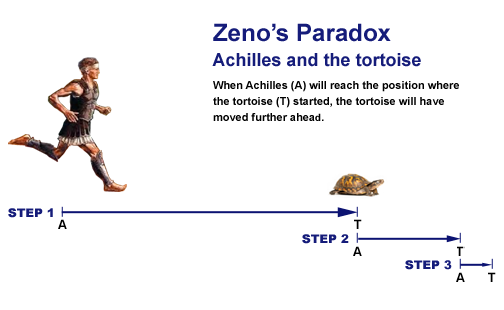 Zeno's Paradox
Achilles and the tortoise
When Achilles (A) will reach the position where
the tortoise (T) started, the tortoise will have
moved further ahead.
STEP 1
A T
STEP 2
A T
STEP 3
A T